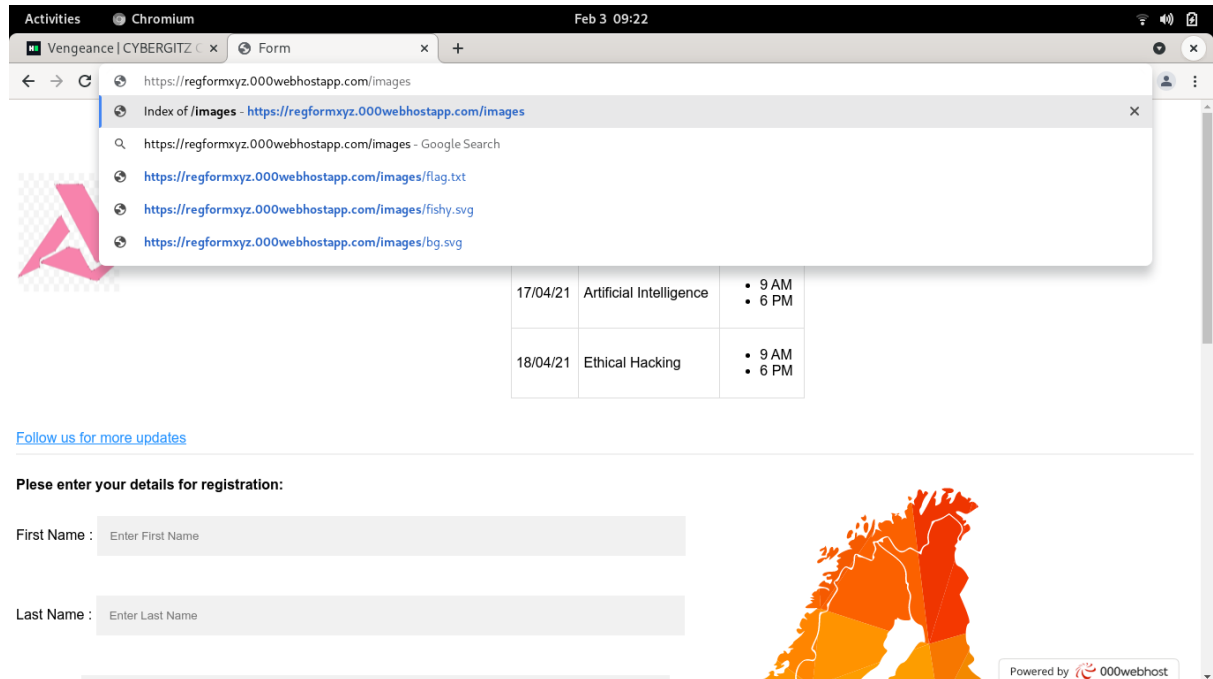 Activities Chromium Feb 3 09:22
Vengeance | CYBERGITZ C Form
https://regformxyz.000webhostapp.com/images
Index of /images - https://regformxyz.000webhostapp.com/images
https://regformxyz.000webhostapp.com/images - Google Search
https://regformxyz.000webhostapp.com/images/flag.txt
https://regformxyz.000webhostapp.com/images/fishy.svg
https://regformxyz.000webhostapp.com/images/bg.svg
17/04/21 Artificial Intelligence • 9 AM
• 6 PM
18/04/21 Ethical Hacking • 9 AM
• 6 PM
Follow us for more updates
Plese enter your details for registration:
First Name : Enter First Name
Last Name : Enter Last Name
Powered by 000webhost